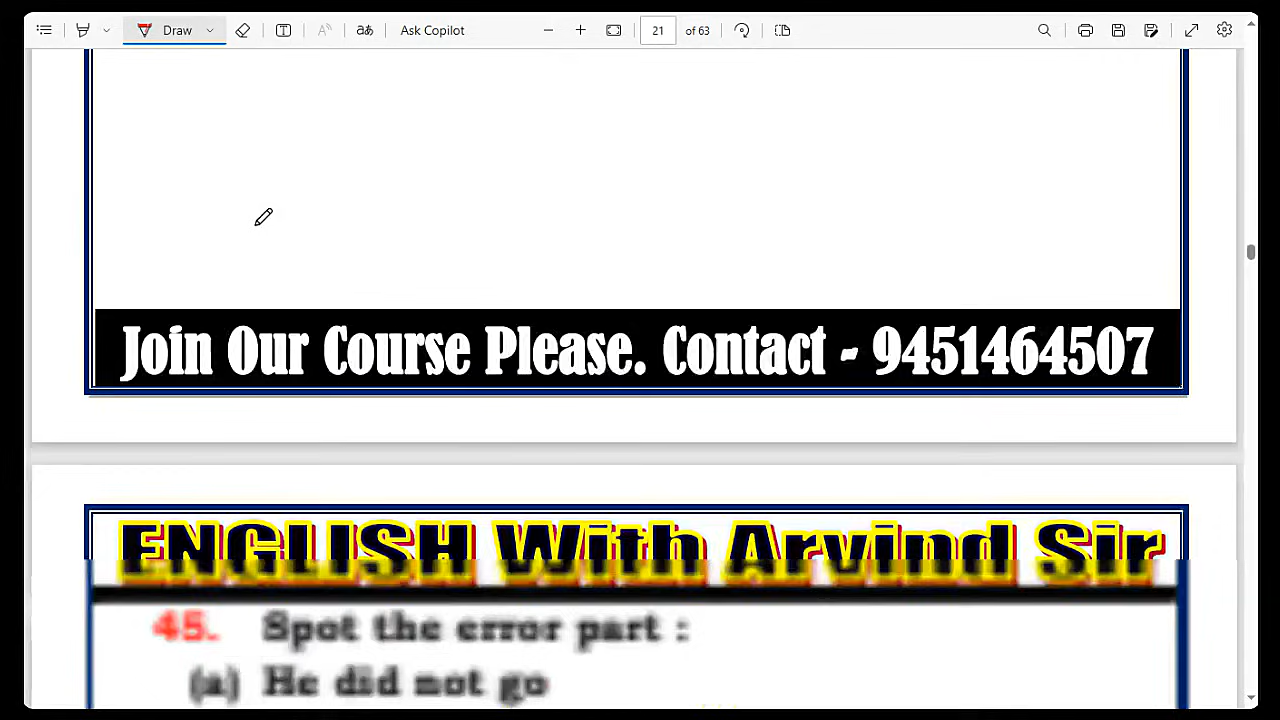 Draw
Ask Copilot
21
of 63
Join Our Course Please. Contact - 9451464507
ENGLISH With Arvind Sir
45. Spot the error part :
(a) He did not go